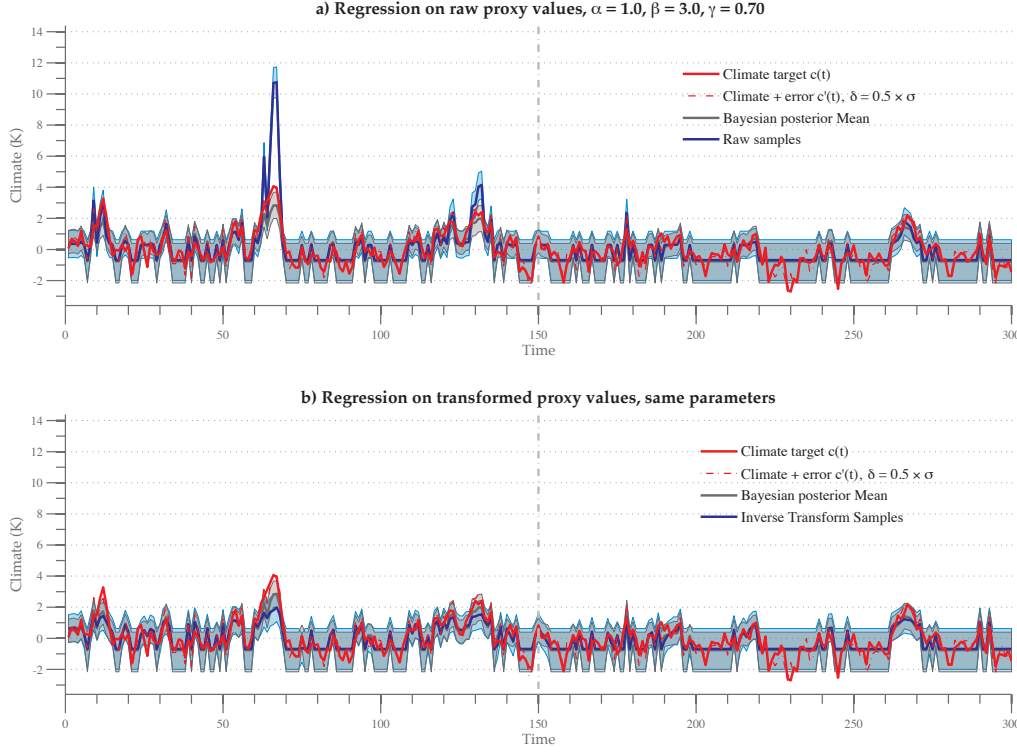 a) Regression on raw proxy values, α = 1.0, β = 3.0, γ = 0.70
14
12
10
8
6
4
2
0
-2
Climate (K)
Climate target c(t)
Climate + error c'(t), δ = 0.5 × σ
Bayesian posterior Mean
Raw samples
0 50 100 150 200 250 300
Time
b) Regression on transformed proxy values, same parameters
14
12
10
8
6
4
2
0
-2
Climate (K)
Climate target c(t)
Climate + error c'(t), δ = 0.5 × σ
Bayesian posterior Mean
Inverse Transform Samples
0 50 100 150 200 250 300
Time